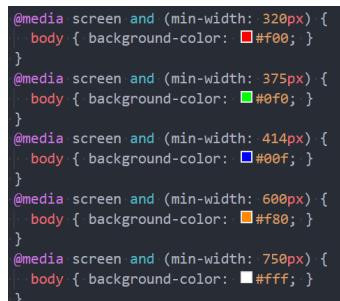 @media screen and (min-width: 320px) {
  body { background-color: #f00; }
}
@media screen and (min-width: 375px) {
  body { background-color: #0f0; }
}
@media screen and (min-width: 414px) {
  body { background-color: #00f; }
}
@media screen and (min-width: 600px) {
  body { background-color: #f80; }
}
@media screen and (min-width: 750px) {
  body { background-color: #fff; }
}